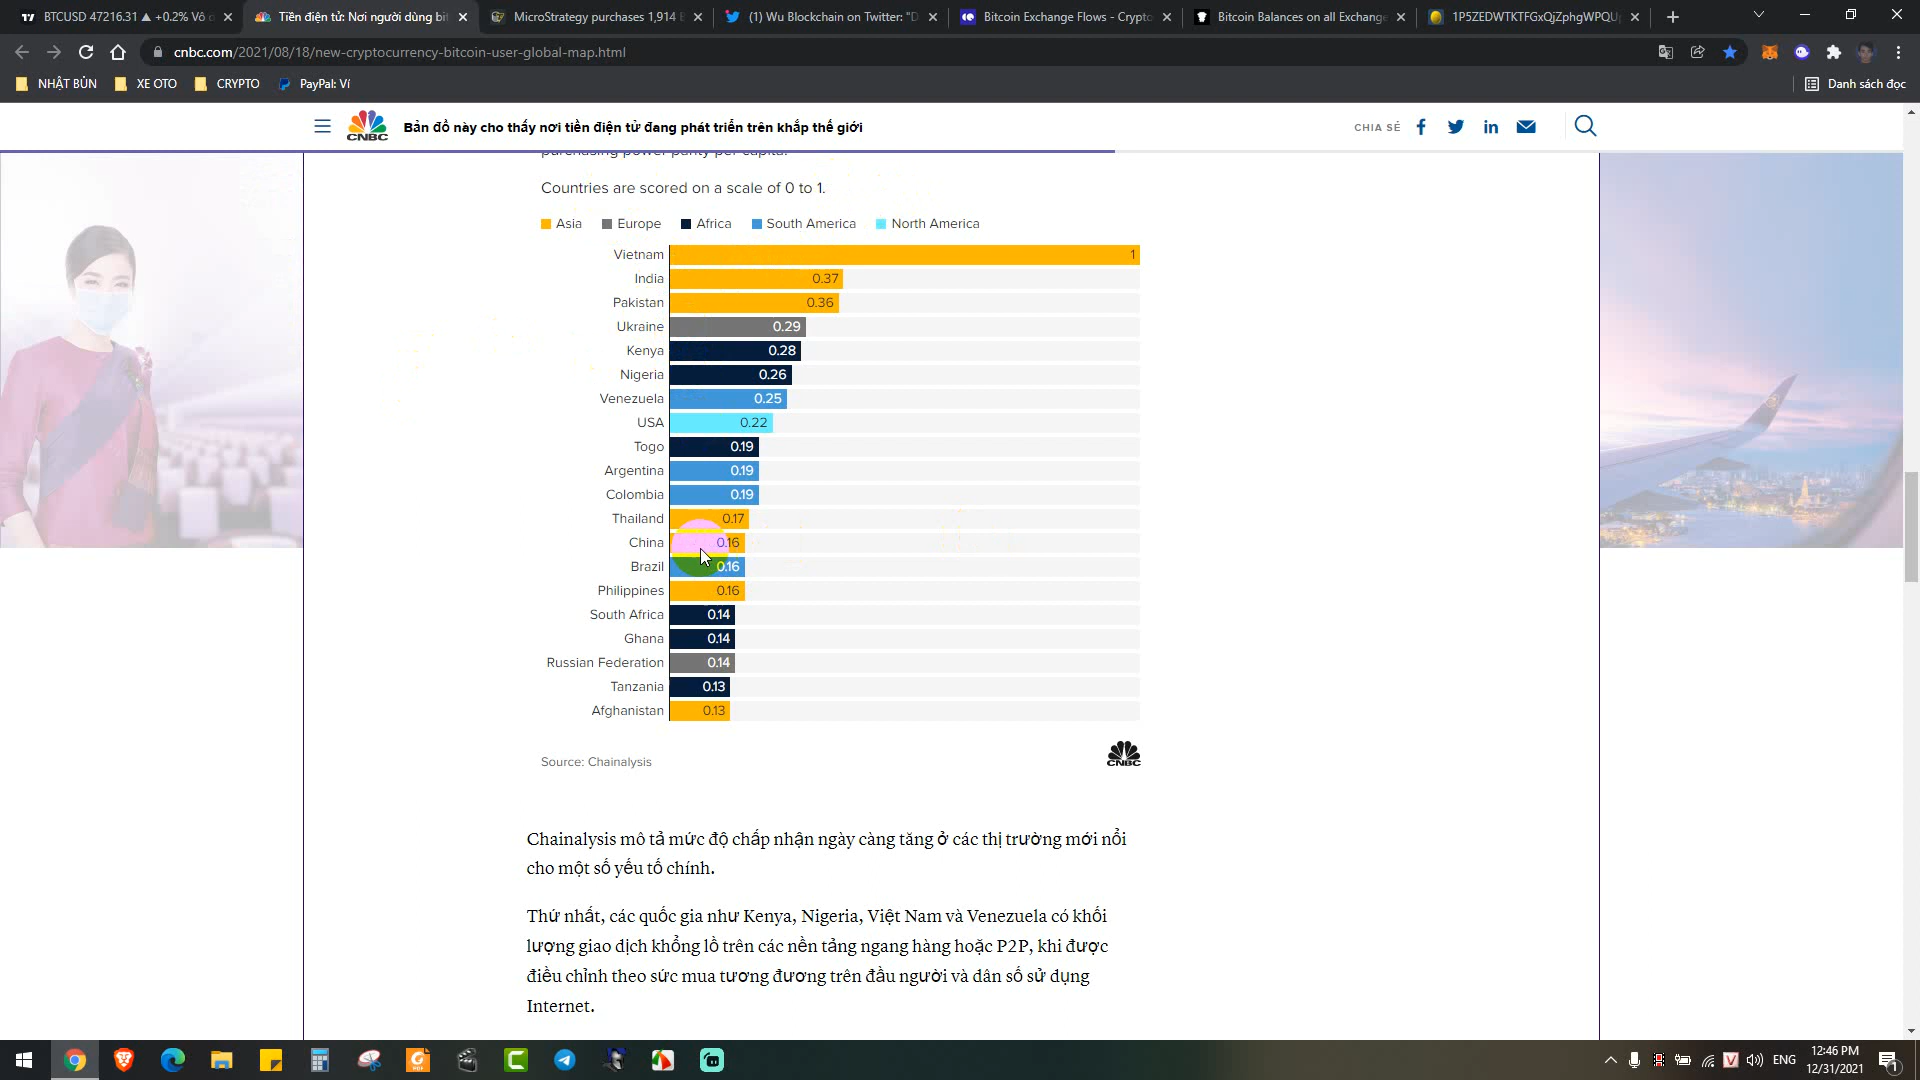 BTCUSD 47216.31 ▲ +0.2% Vô d
Tiền điện tử: Nơi người dùng bit
MicroStrategy purchases 1,914 B
(1) Wu Blockchain on Twitter: "D
Bitcoin Exchange Flows - Crypto
Bitcoin Balances on all Exchange
1P5ZEDWTKTFGxQjZphgWPQU
cnbc.com/2021/08/18/new-cryptocurrency-bitcoin-user-global-map.html
NHẬT BỦN
XE OTO
CRYPTO
PayPal: Ví
Danh sách đọc
CNBC
Bản đồ này cho thấy nơi tiền điện tử đang phát triển trên khắp thế giới
CHIA SẺ
purchasing power parity per capita.
Countries are scored on a scale of 0 to 1.
Asia Europe Africa South America North America
Vietnam 1
India 0.37
Pakistan 0.36
Ukraine 0.29
Kenya 0.28
Nigeria 0.26
Venezuela 0.25
USA 0.22
Togo 0.19
Argentina 0.19
Colombia 0.19
Thailand 0.17
China 0.16
Brazil 0.16
Philippines 0.16
South Africa 0.14
Ghana 0.14
Russian Federation 0.14
Tanzania 0.13
Afghanistan 0.13
Source: Chainalysis
CNBC
Chainalysis mô tả mức độ chấp nhận ngày càng tăng ở các thị trường mới nổi
cho một số yếu tố chính.
Thứ nhất, các quốc gia như Kenya, Nigeria, Việt Nam và Venezuela có khối
lượng giao dịch khổng lồ trên các nền tảng ngang hàng hoặc P2P, khi được
điều chỉnh theo sức mua tương đương trên đầu người và dân số sử dụng
Internet.
ENG
12:46 PM
12/31/2021
1